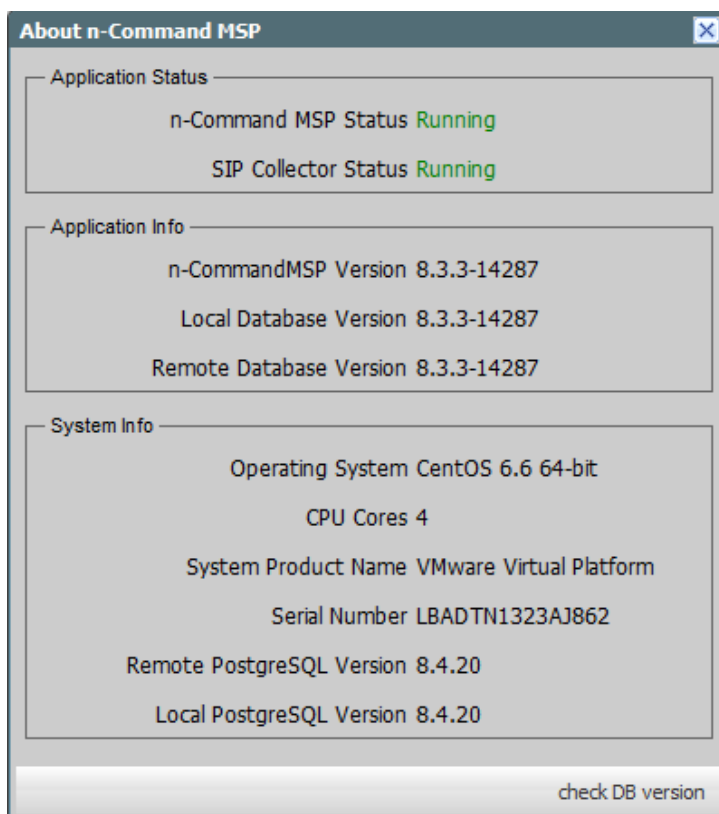 About n-Command MSP
Application Status
n-Command MSP Status Running
SIP Collector Status Running
Application Info
n-CommandMSP Version 8.3.3-14287
Local Database Version 8.3.3-14287
Remote Database Version 8.3.3-14287
System Info
Operating System CentOS 6.6 64-bit
CPU Cores 4
System Product Name VMware Virtual Platform
Serial Number LBADTN1323AJ862
Remote PostgreSQL Version 8.4.20
Local PostgreSQL Version 8.4.20
check DB version